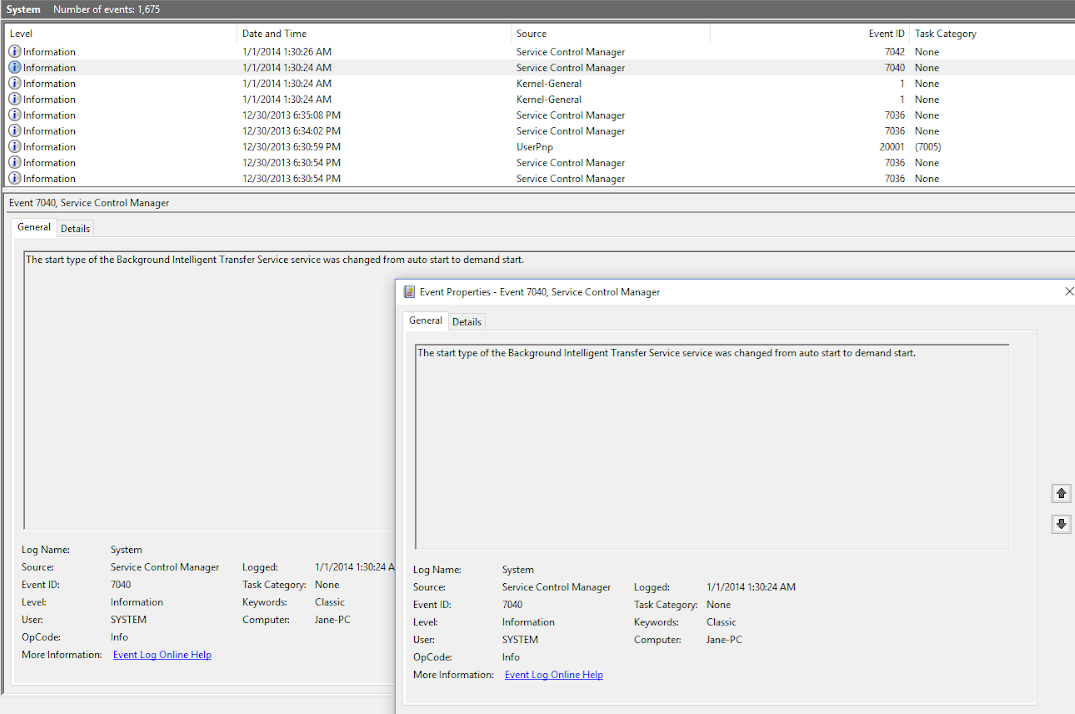 System Number of events: 1,675
Level Date and Time Source Event ID Task Category
Information 1/1/2014 1:30:26 AM Service Control Manager 7042 None
Information 1/1/2014 1:30:24 AM Service Control Manager 7040 None
Information 1/1/2014 1:30:24 AM Kernel-General 1 None
Information 1/1/2014 1:30:24 AM Kernel-General 1 None
Information 12/30/2013 6:35:08 PM Service Control Manager 7036 None
Information 12/30/2013 6:34:02 PM Service Control Manager 7036 None
Information 12/30/2013 6:30:59 PM UserPnp 20001 (7005)
Information 12/30/2013 6:30:54 PM Service Control Manager 7036 None
Information 12/30/2013 6:30:54 PM Service Control Manager 7036 None
Event 7040, Service Control Manager
General Details
The start type of the Background Intelligent Transfer Service service was changed from auto start to demand start.
Log Name: System
Source: Service Control Manager Logged: 1/1/2014 1:30:24 A
Event ID: 7040 Task Category: None
Level: Information Keywords: Classic
User: SYSTEM Computer: Jane-PC
OpCode: Info
More Information: Event Log Online Help
Event Properties - Event 7040, Service Control Manager
General Details
The start type of the Background Intelligent Transfer Service service was changed from auto start to demand start.
Log Name: System
Source: Service Control Manager Logged: 1/1/2014 1:30:24 AM
Event ID: 7040 Task Category: None
Level: Information Keywords: Classic
User: SYSTEM Computer: Jane-PC
OpCode: Info
More Information: Event Log Online Help